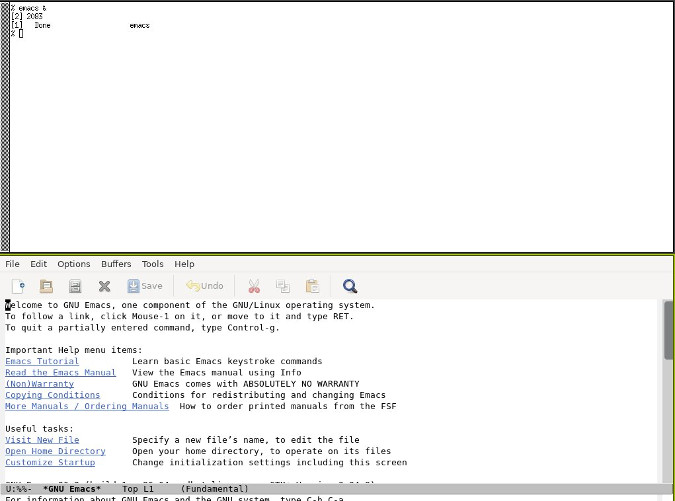 % emacs &
[2] 2083
[1]   Done                       emacs
%
File Edit Options Buffers Tools Help
Save Undo
Welcome to GNU Emacs, one component of the GNU/Linux operating system.
To follow a link, click Mouse-1 on it, or move to it and type RET.
To quit a partially entered command, type Control-g.
Important Help menu items:
Emacs Tutorial Learn basic Emacs keystroke commands
Read the Emacs Manual View the Emacs manual using Info
(Non)Warranty GNU Emacs comes with ABSOLUTELY NO WARRANTY
Copying Conditions Conditions for redistributing and changing Emacs
More Manuals / Ordering Manuals How to order printed manuals from the FSF
Useful tasks:
Visit New File Specify a new file’s name, to edit the file
Open Home Directory Open your home directory, to operate on its files
Customize Startup Change initialization settings including this screen
U:%%- *GNU Emacs* Top L1 (Fundamental)
For information about GNU Emacs and the GNU system, type C-h C-a.